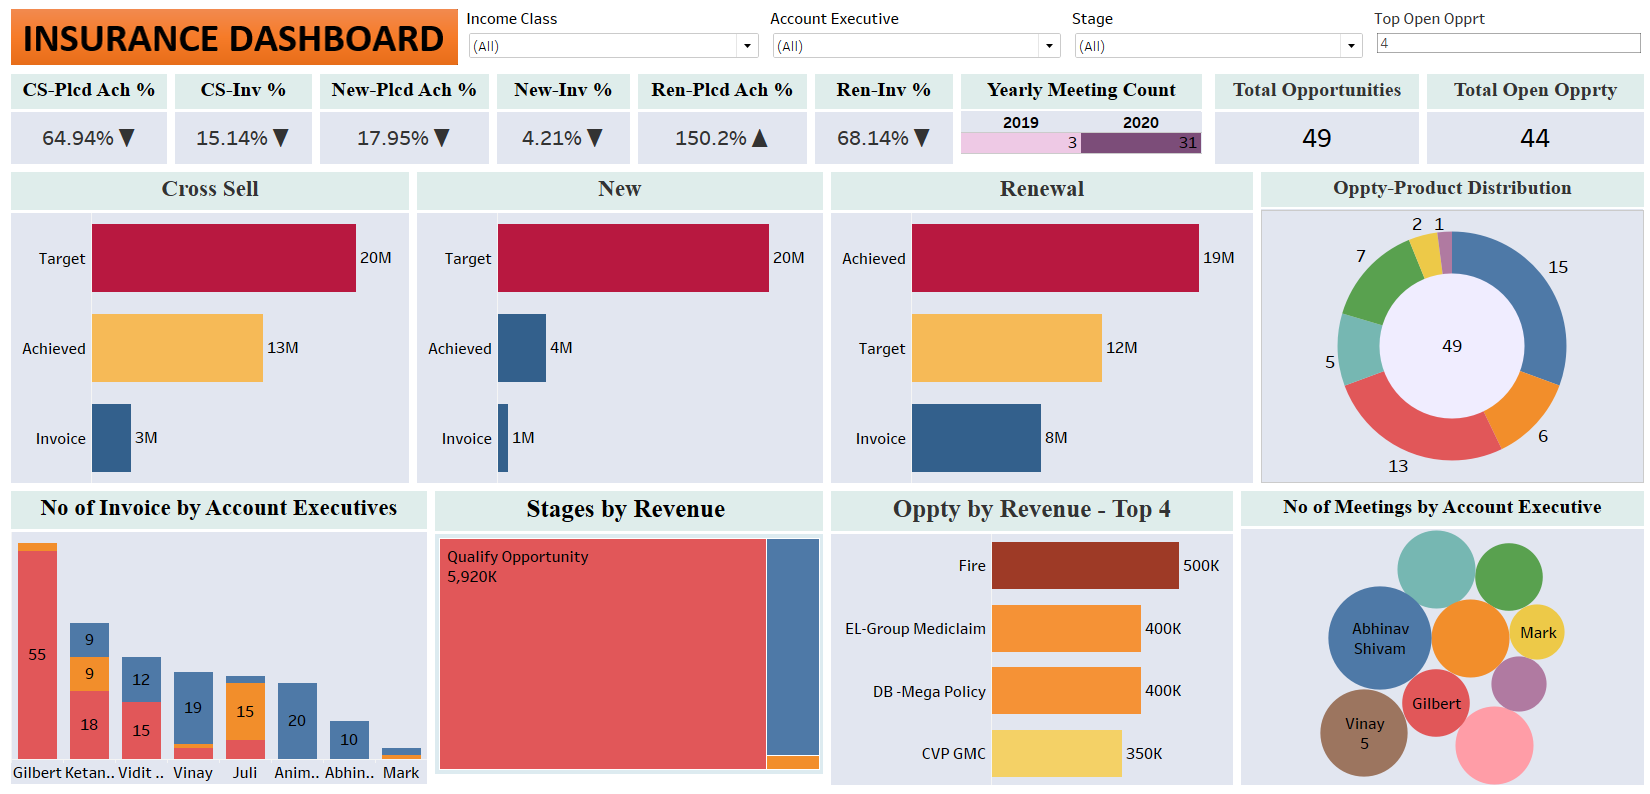 INSURANCE DASHBOARD
Income Class
(All)
Account Executive
(All)
Stage
(All)
Top Open Opprt
4
CS-Plcd Ach %
64.94% ▼
CS-Inv %
15.14% ▼
New-Plcd Ach %
17.95% ▼
New-Inv %
4.21% ▼
Ren-Plcd Ach %
150.2% ▲
Ren-Inv %
68.14% ▼
Yearly Meeting Count
2019 2020
3 31
Total Opportunities
49
Total Open Opprty
44
Cross Sell
Target 20M
Achieved 13M
Invoice 3M
New
Target 20M
Achieved 4M
Invoice 1M
Renewal
Achieved 19M
Target 12M
Invoice 8M
Oppty-Product Distribution
2 1
7
15
49
5
6
13
No of Invoice by Account Executives
55
9
9
18
12
15
19
15
20
10
Gilbert Ketan.. Vidit .. Vinay Juli Anim.. Abhin.. Mark
Stages by Revenue
Qualify Opportunity
5,920K
Oppty by Revenue - Top 4
Fire 500K
EL-Group Mediclaim 400K
DB -Mega Policy 400K
CVP GMC 350K
No of Meetings by Account Executive
Abhinav
Shivam
Mark
Gilbert
Vinay
5